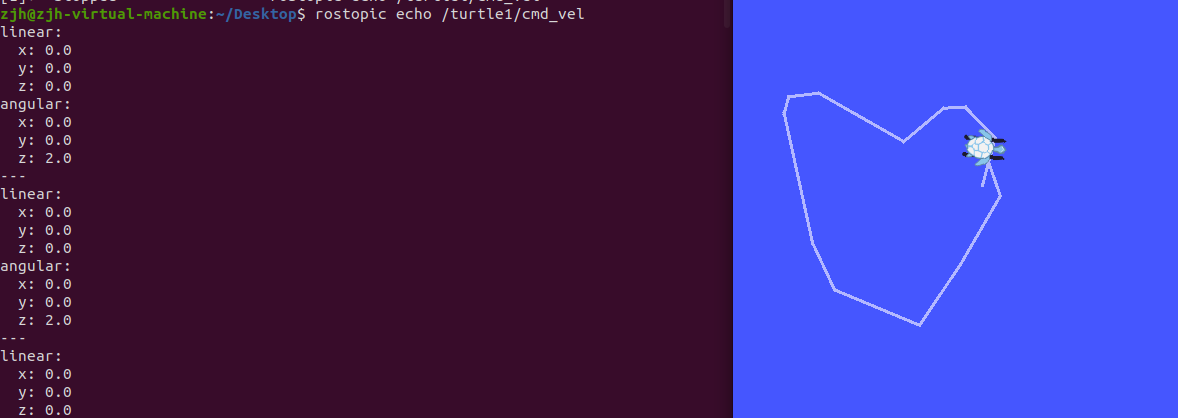 zjh@zjh-virtual-machine:~/Desktop$ rostopic echo /turtle1/cmd_vel
linear:
  x: 0.0
  y: 0.0
  z: 0.0
angular:
  x: 0.0
  y: 0.0
  z: 2.0
---
linear:
  x: 0.0
  y: 0.0
  z: 0.0
angular:
  x: 0.0
  y: 0.0
  z: 2.0
---
linear:
  x: 0.0
  y: 0.0
  z: 0.0